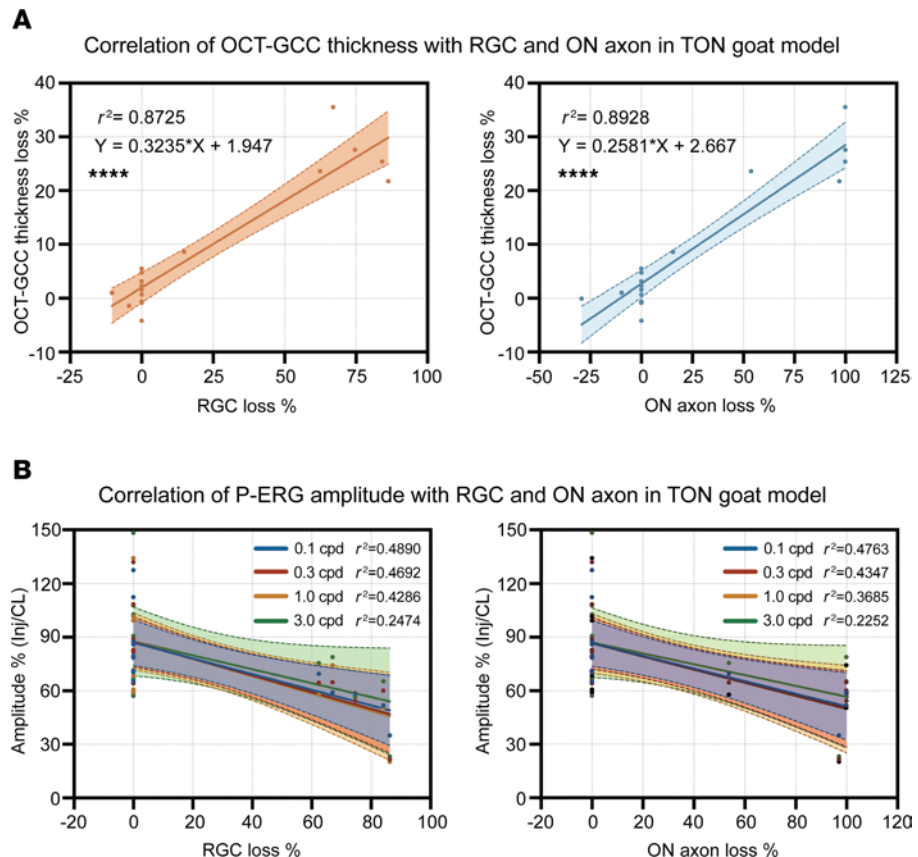 A
Correlation of OCT-GCC thickness with RGC and ON axon in TON goat model
OCT-GCC thickness loss %
40
30
20
10
0
-10
r²= 0.8725
Y = 0.3235*X + 1.947
****
-25
0
25
50
75
100
RGC loss %
OCT-GCC thickness loss %
40
30
20
10
0
-10
r²= 0.8928
Y = 0.2581*X + 2.667
****
-50
-25
0
25
50
75
100
125
ON axon loss %
B
Correlation of P-ERG amplitude with RGC and ON axon in TON goat model
Amplitude % (Inj/CL)
150
120
90
60
30
0
0.1 cpd r²=0.4890
0.3 cpd r²=0.4692
1.0 cpd r²=0.4286
3.0 cpd r²=0.2474
-20
0
20
40
60
80
100
RGC loss %
Amplitude % (Inj/CL)
150
120
90
60
30
0
0.1 cpd r²=0.4763
0.3 cpd r²=0.4347
1.0 cpd r²=0.3685
3.0 cpd r²=0.2252
-20
0
20
40
60
80
100
120
ON axon loss %